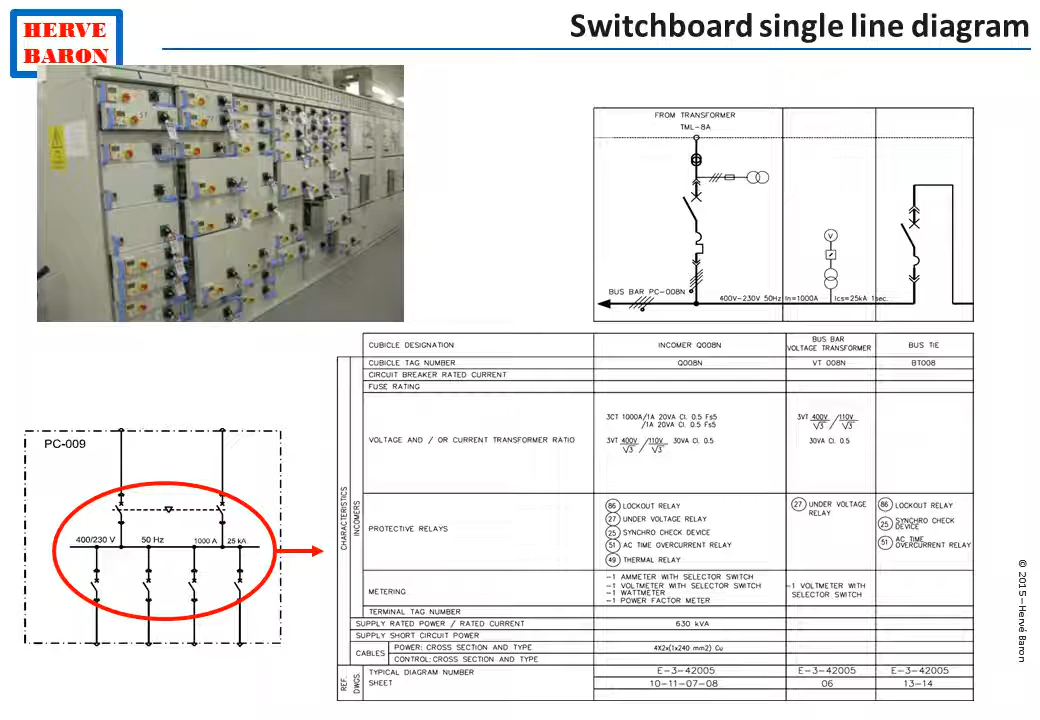 HERVE
BARON
Switchboard single line diagram
FROM TRANSFORMER
TML-8A
V
BUS BAR PC-008N
400V-230V 50Hz In=1000A Ics=25kA 1sec.
CUBICLE DESIGNATION INCOMER Q008N BUS BAR VOLTAGE TRANSFORMER BUS TIE
CUBICLE TAG NUMBER Q008N VT 008N BT008
CIRCUIT BREAKER RATED CURRENT
FUSE RATING
VOLTAGE AND / OR CURRENT TRANSFORMER RATIO
3CT 1000A/1A 20VA Cl. 0.5 Fs5
/1A 20VA Cl. 0.5 Fs5
3VT 400V/√3 / 110V/√3 30VA Cl. 0.5
3VT 400V/√3 / 110V/√3
30VA Cl. 0.5
CHARACTERISTICS
INCOMERS
PROTECTIVE RELAYS
86 LOCKOUT RELAY
27 UNDER VOLTAGE RELAY
25 SYNCHRO CHECK DEVICE
51 AC TIME OVERCURRENT RELAY
49 THERMAL RELAY
27 UNDER VOLTAGE
RELAY
86 LOCKOUT RELAY
25 SYNCHRO CHECK
DEVICE
51 AC TIME
OVERCURRENT RELAY
METERING
-1 AMMETER WITH SELECTOR SWITCH
-1 VOLTMETER WITH SELECTOR SWITCH
-1 WATTMETER
-1 POWER FACTOR METER
-1 VOLTMETER WITH
SELECTOR SWITCH
TERMINAL TAG NUMBER
SUPPLY RATED POWER / RATED CURRENT 630 kVA
SUPPLY SHORT CIRCUIT POWER
CABLES
POWER: CROSS SECTION AND TYPE 4X2x(1x240 mm2) Cu
CONTROL: CROSS SECTION AND TYPE
REF. DWGS.
TYPICAL DIAGRAM NUMBER E-3-42005 E-3-42005 E-3-42005
SHEET 10-11-07-08 06 13-14
PC-009
400/230 V 50 Hz 1000 A 25 kA
© 2015 – Hervé Baron